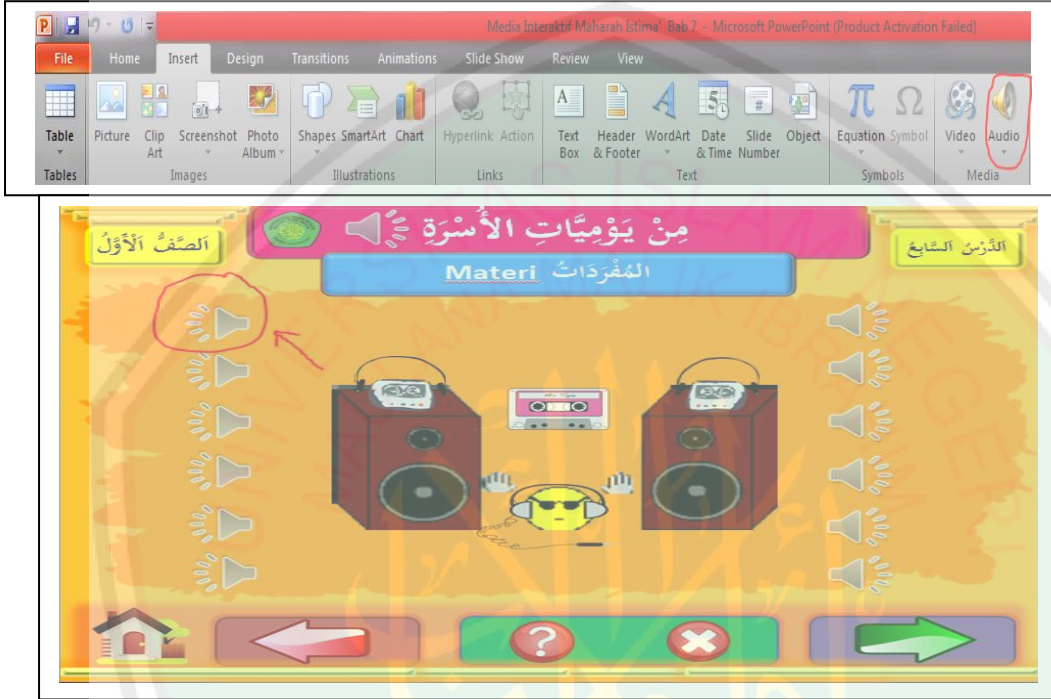 Media Interaktif Maharah Istima' Bab 7 - Microsoft PowerPoint (Product Activation Failed)
File Home Insert Design Transitions Animations Slide Show Review View
Table Picture Clip Art Screenshot Photo Album Shapes SmartArt Chart Hyperlink Action Text Box Header & Footer WordArt Date & Time Slide Number Object Equation Symbol Video Audio
Tables Images Illustrations Links Text Symbols Media
مِنْ يَوْمِيَّاتِ الأُسْرَةِ
اَلدَّرْسُ اَلسَّابِعُ
اَلصَّفُّ اَلْأَوَّلُ
المُفْرَدَاتُ Materi